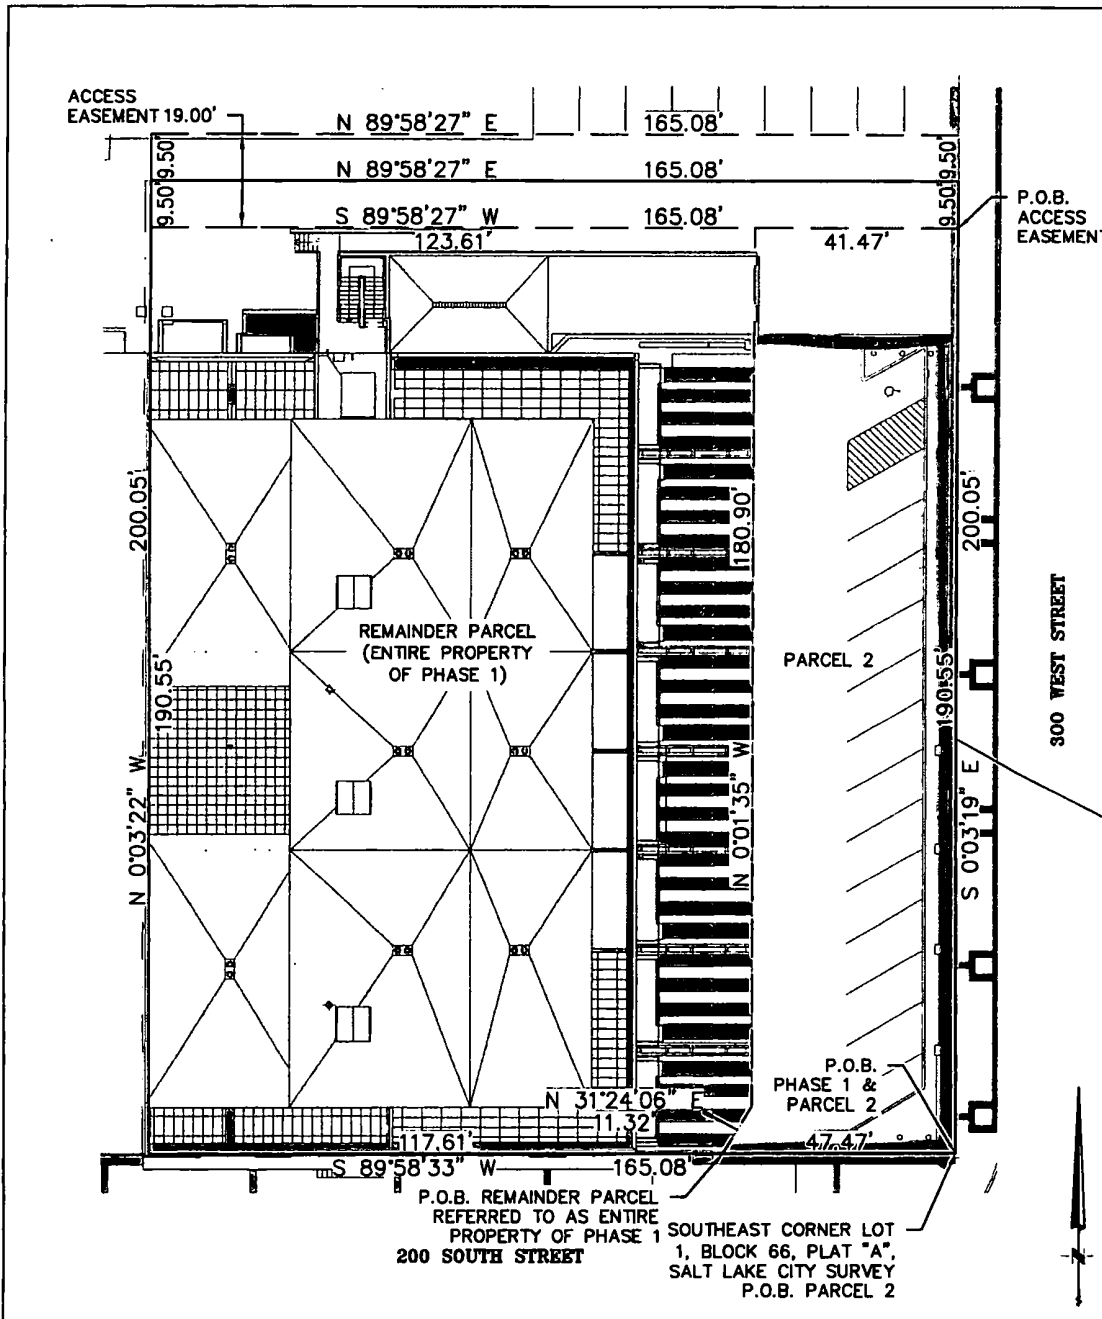 ACCESS
EASEMENT 19.00'
N 89°58'27" E 165.08'
9.50'
9.50'
N 89°58'27" E 165.08'
9.50'
9.50'
S 89°58'27" W 165.08'
P.O.B.
ACCESS
EASEMENT
123.61'
41.47'
200.05'
180.90'
200.05'
REMAINDER PARCEL
(ENTIRE PROPERTY
OF PHASE 1)
PARCEL 2
300 WEST STREET
190.55'
190.55'
N 0°03'22" W
N 0°01'35" W
S 0°03'19" E
P.O.B.
PHASE 1 &
PARCEL 2
N 31°24'06" E
11.32'
117.61'
47.47'
S 89°58'33" W 165.08'
P.O.B. REMAINDER PARCEL
REFERRED TO AS ENTIRE
PROPERTY OF PHASE 1
200 SOUTH STREET
SOUTHEAST CORNER LOT
1, BLOCK 66, PLAT "A",
SALT LAKE CITY SURVEY
P.O.B. PARCEL 2
N